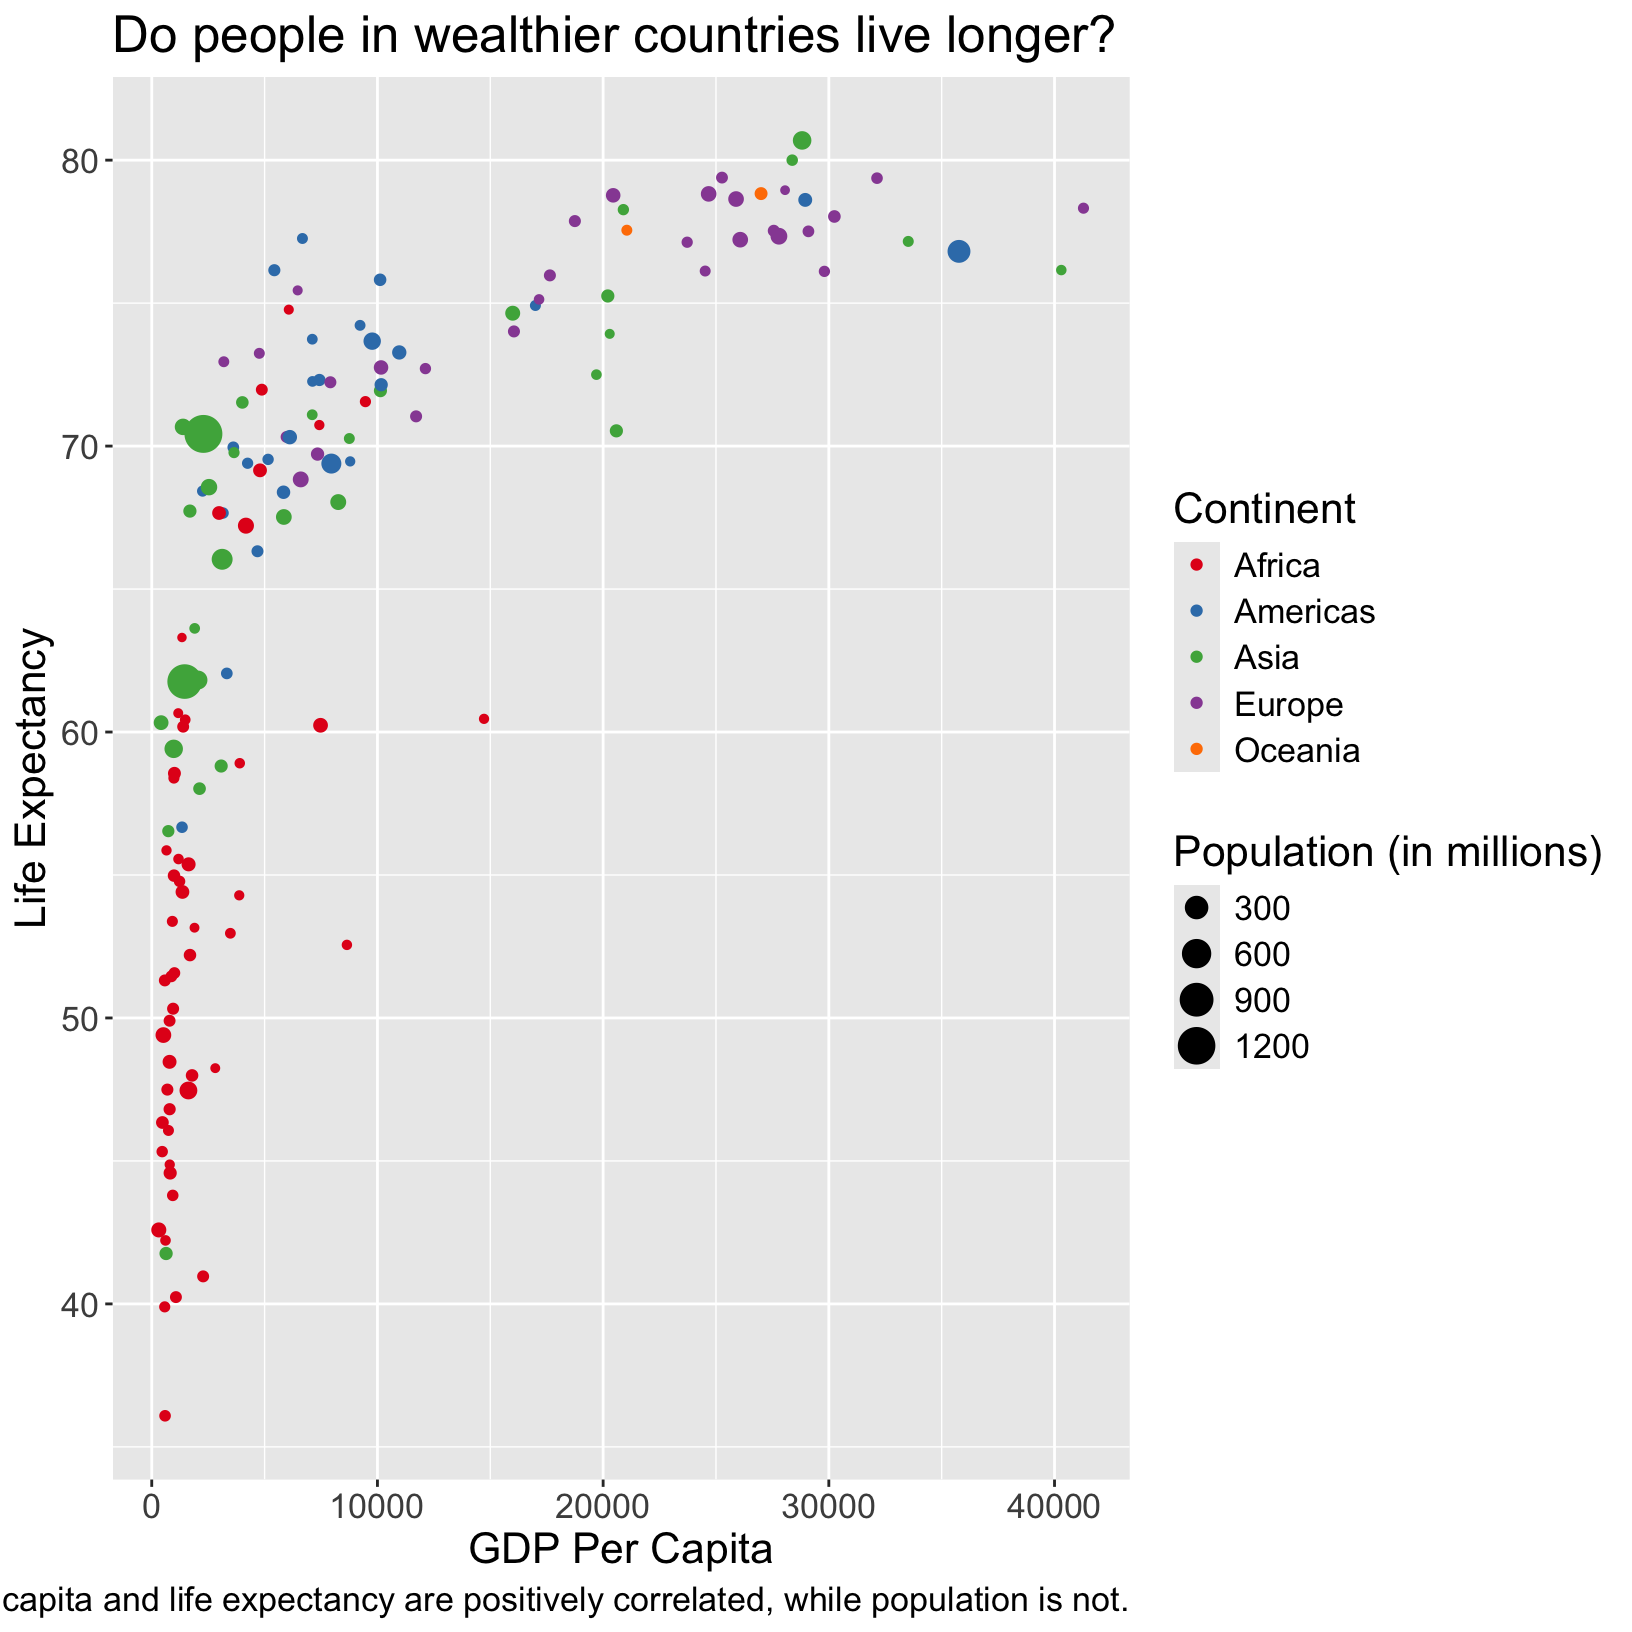 Do people in wealthier countries live longer?
80
70
60
50
40
Life Expectancy
0 10000 20000 30000 40000
GDP Per Capita
capita and life expectancy are positively correlated, while population is not.
Continent
Africa
Americas
Asia
Europe
Oceania
Population (in millions)
300
600
900
1200